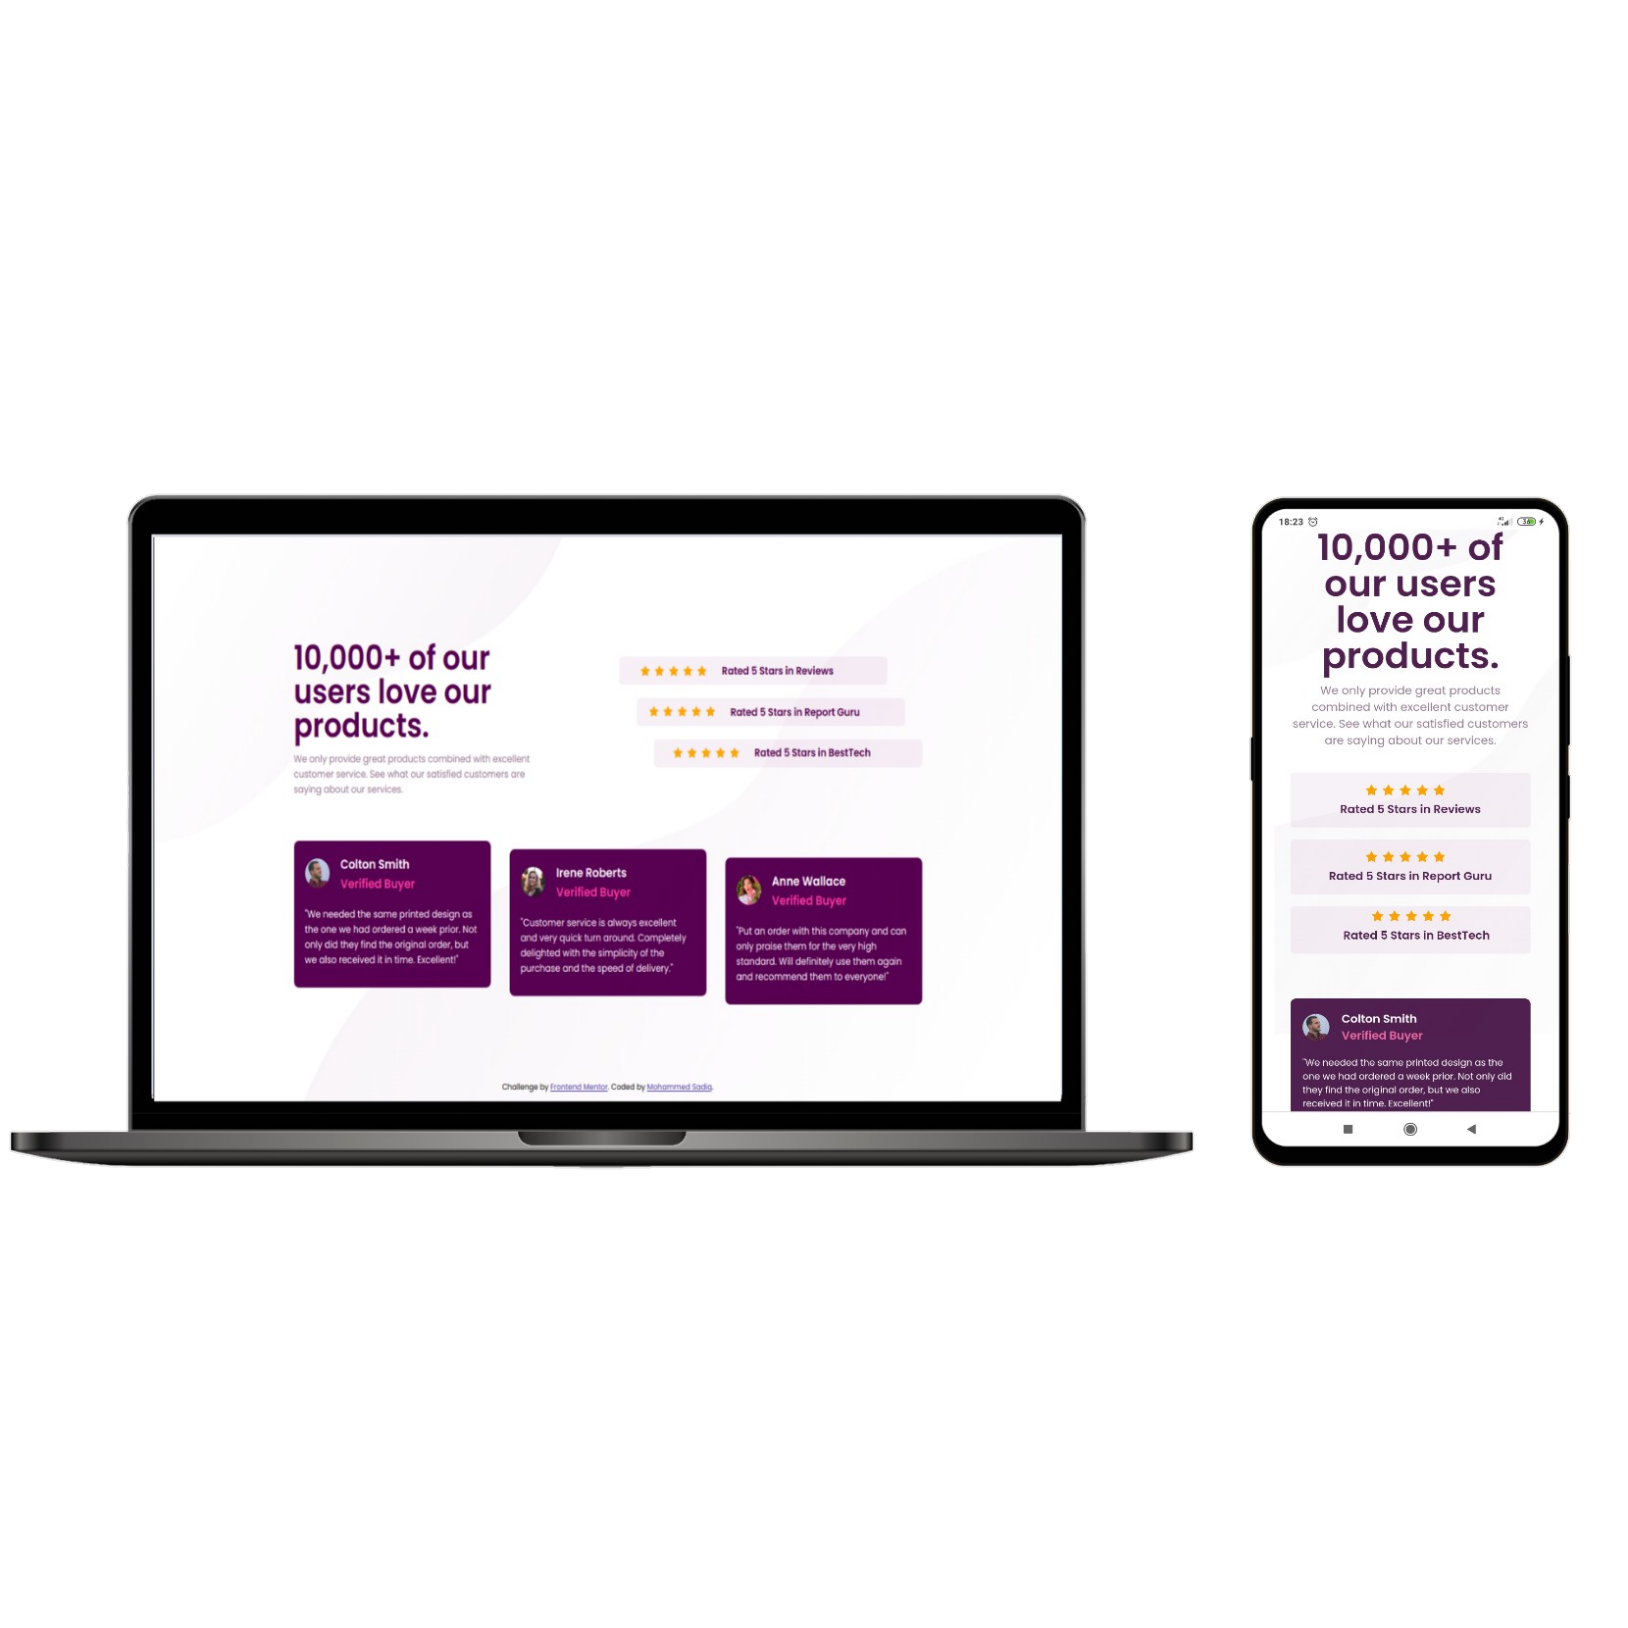 10,000+ of our
users love our
products.
We only provide great products combined with excellent
customer service. See what our satisfied customers are
saying about our services.
Rated 5 Stars in Reviews
Rated 5 Stars in Report Guru
Rated 5 Stars in BestTech
Colton Smith
Verified Buyer
"We needed the same printed design as
the one we had ordered a week prior. Not
only did they find the original order, but
we also received it in time. Excellent!"
Irene Roberts
Verified Buyer
"Customer service is always excellent
and very quick turn around. Completely
delighted with the simplicity of the
purchase and the speed of delivery."
Anne Wallace
Verified Buyer
"Put an order with this company and can
only praise them for the very high
standard. Will definitely use them again
and recommend them to everyone!"
Challenge by Frontend Mentor. Coded by Mohammed Sadiq.
18:23
10,000+ of
our users
love our
products.
We only provide great products
combined with excellent customer
service. See what our satisfied customers
are saying about our services.
Rated 5 Stars in Reviews
Rated 5 Stars in Report Guru
Rated 5 Stars in BestTech
Colton Smith
Verified Buyer
"We needed the same printed design as the
one we had ordered a week prior. Not only did
they find the original order, but we also
received it in time. Excellent!"